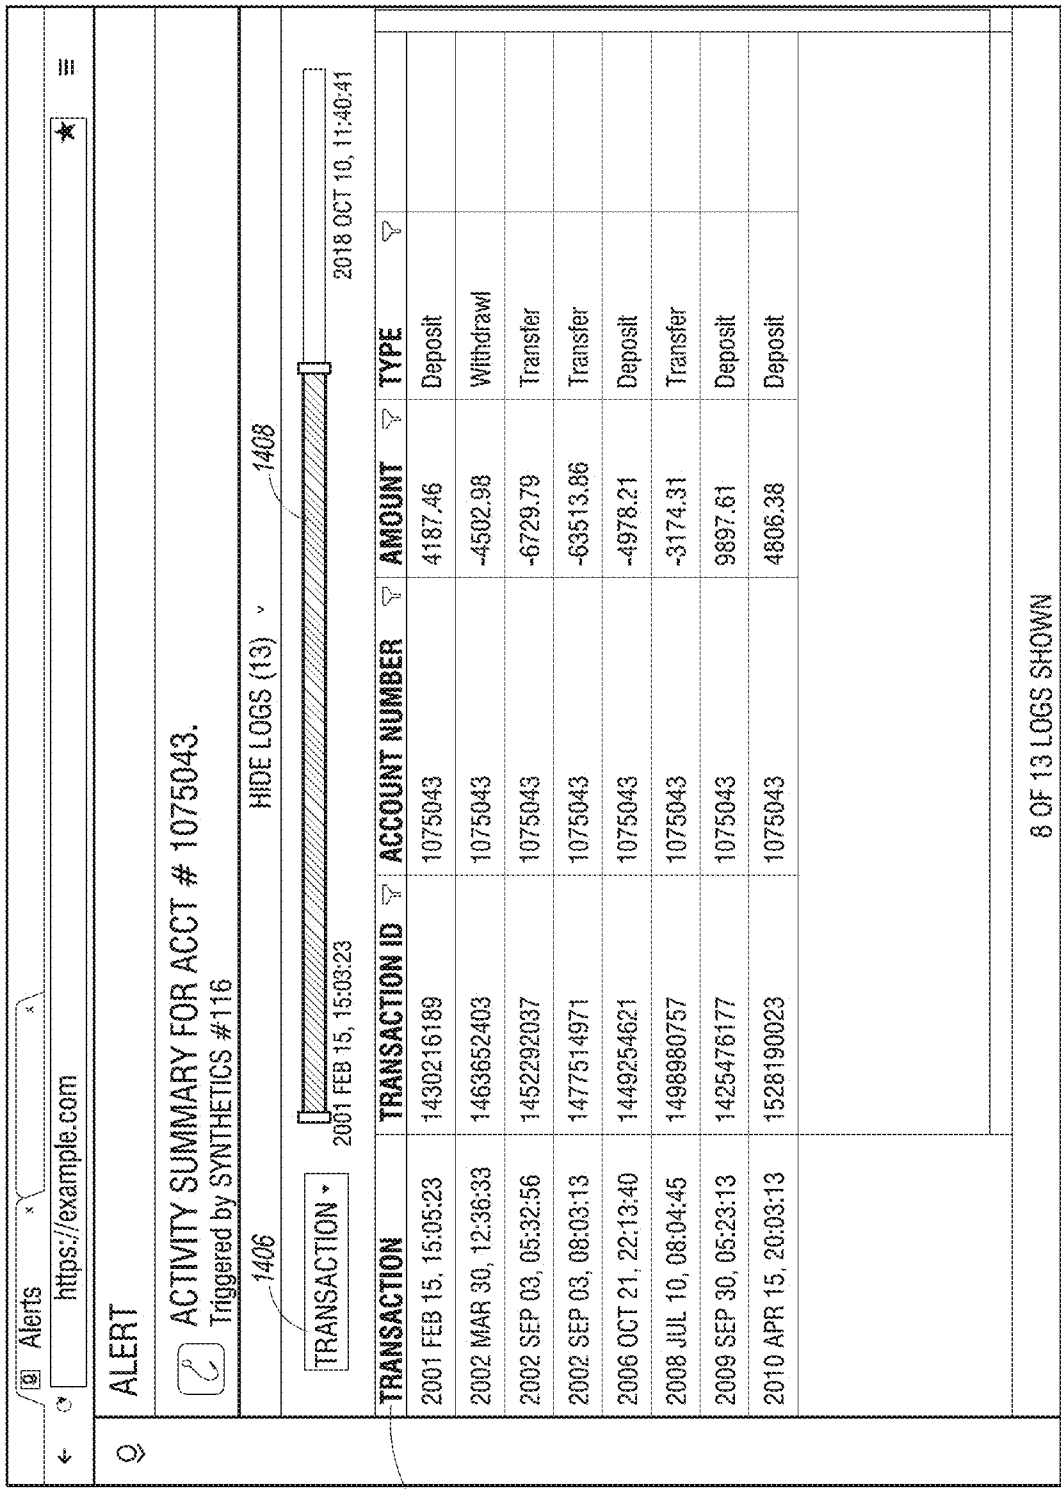 Alerts x x
https://example.com
ALERT
ACTIVITY SUMMARY FOR ACCT # 1075043.
Triggered by SYNTHETICS #116
HIDE LOGS (13)
1406
1408
TRANSACTION
2001 FEB 15, 15:03:23 2018 OCT 10, 11:40:41
TRANSACTION TRANSACTION ID ACCOUNT NUMBER AMOUNT TYPE
2001 FEB 15, 15:05:23 1430216189 1075043 4187.46 Deposit
2002 MAR 30, 12:36:33 1463652403 1075043 -4502.98 Withdrawl
2002 SEP 03, 05:32:56 1452292037 1075043 -6729.79 Transfer
2002 SEP 03, 08:03:13 1477514971 1075043 -63513.86 Transfer
2006 OCT 21, 22:13:40 1449254621 1075043 -4978.21 Deposit
2008 JUL 10, 08:04:45 1498980757 1075043 -3174.31 Transfer
2009 SEP 30, 05:23:13 1425476177 1075043 9897.61 Deposit
2010 APR 15, 20:03:13 1528190023 1075043 4806.38 Deposit
8 OF 13 LOGS SHOWN